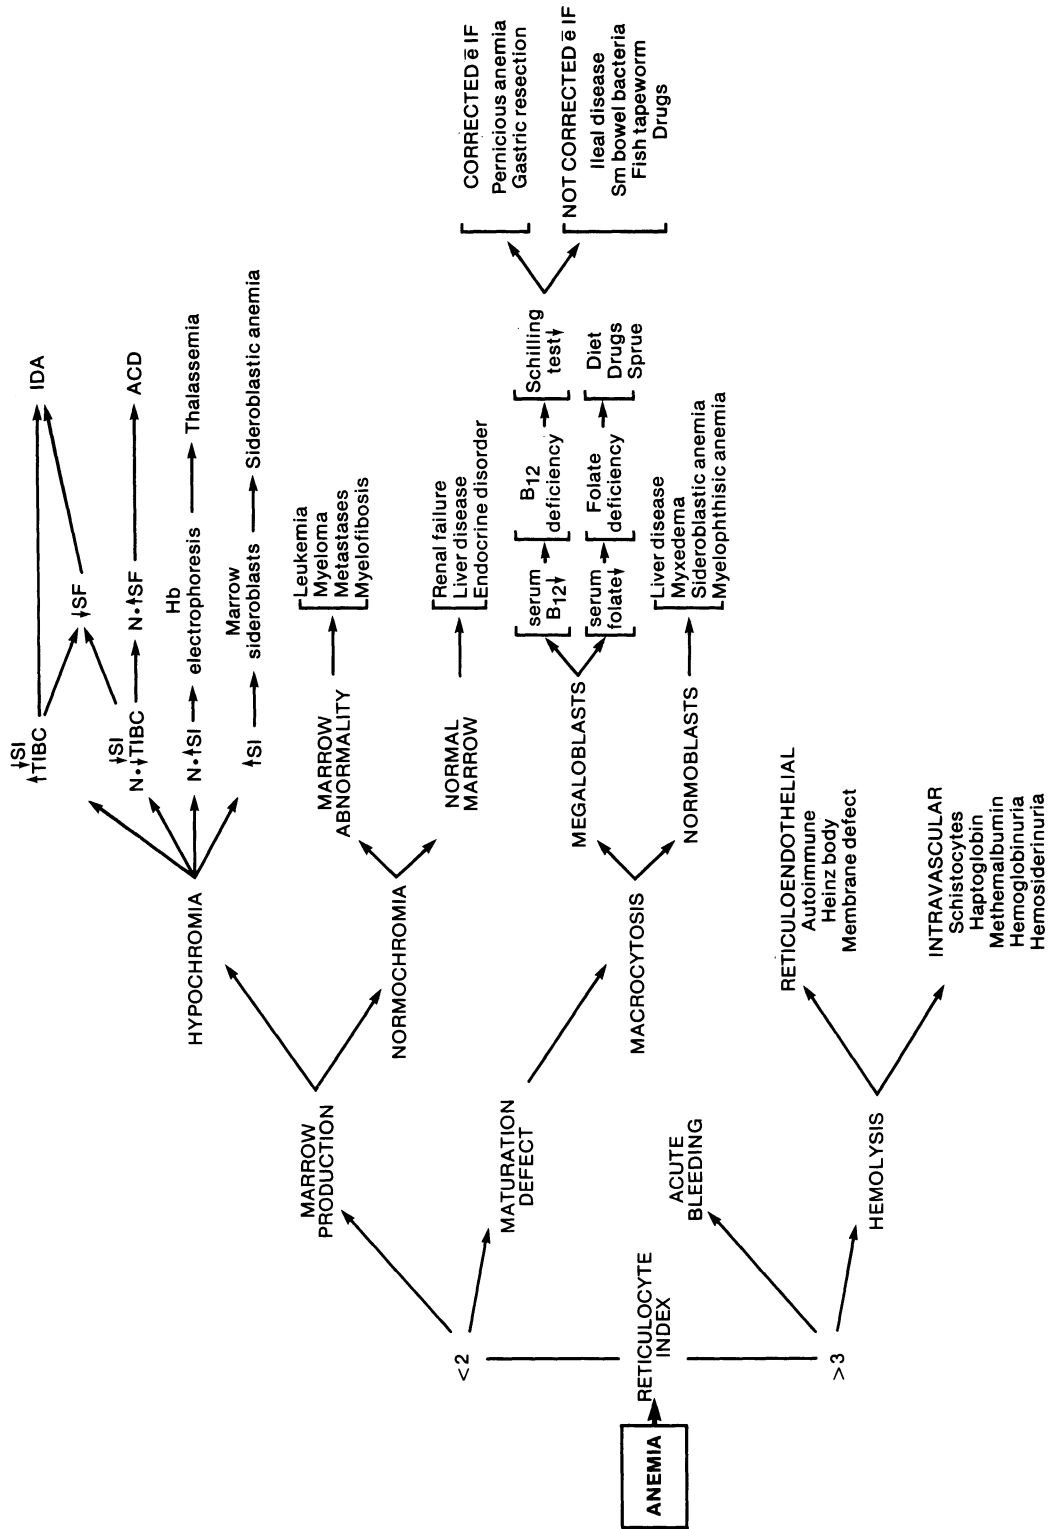 ANEMIA
RETICULOCYTE
INDEX
<2
>3
MARROW
PRODUCTION
MATURATION
DEFECT
ACUTE
BLEEDING
HEMOLYSIS
HYPOCHROMIA
NORMOCHROMIA
MACROCYTOSIS
RETICULOENDOTHELIAL
Autoimmune
Heinz body
Membrane defect
INTRAVASCULAR
Schistocytes
Haptoglobin
Methemalbumin
Hemoglobinuria
Hemosiderinuria
↓SI
↑TIBC
↓SI
N•↓TIBC
N•↑SI
↑SI
↓SF
N•↑SF
Hb
electrophoresis
Marrow
sideroblasts
IDA
ACD
Thalassemia
Sideroblastic anemia
MARROW
ABNORMALITY
Leukemia
Myeloma
Metastases
Myelofibosis
NORMAL
MARROW
Renal failure
Liver disease
Endocrine disorder
MEGALOBLASTS
serum
B12↓
B12
deficiency
Schilling
test↓
CORRECTED ē IF
Pernicious anemia
Gastric resection
NOT CORRECTED ē IF
Ileal disease
Sm bowel bacteria
Fish tapeworm
Drugs
serum
folate↓
Folate
deficiency
Diet
Drugs
Sprue
NORMOBLASTS
Liver disease
Myxedema
Sideroblastic anemia
Myelophthisic anemia